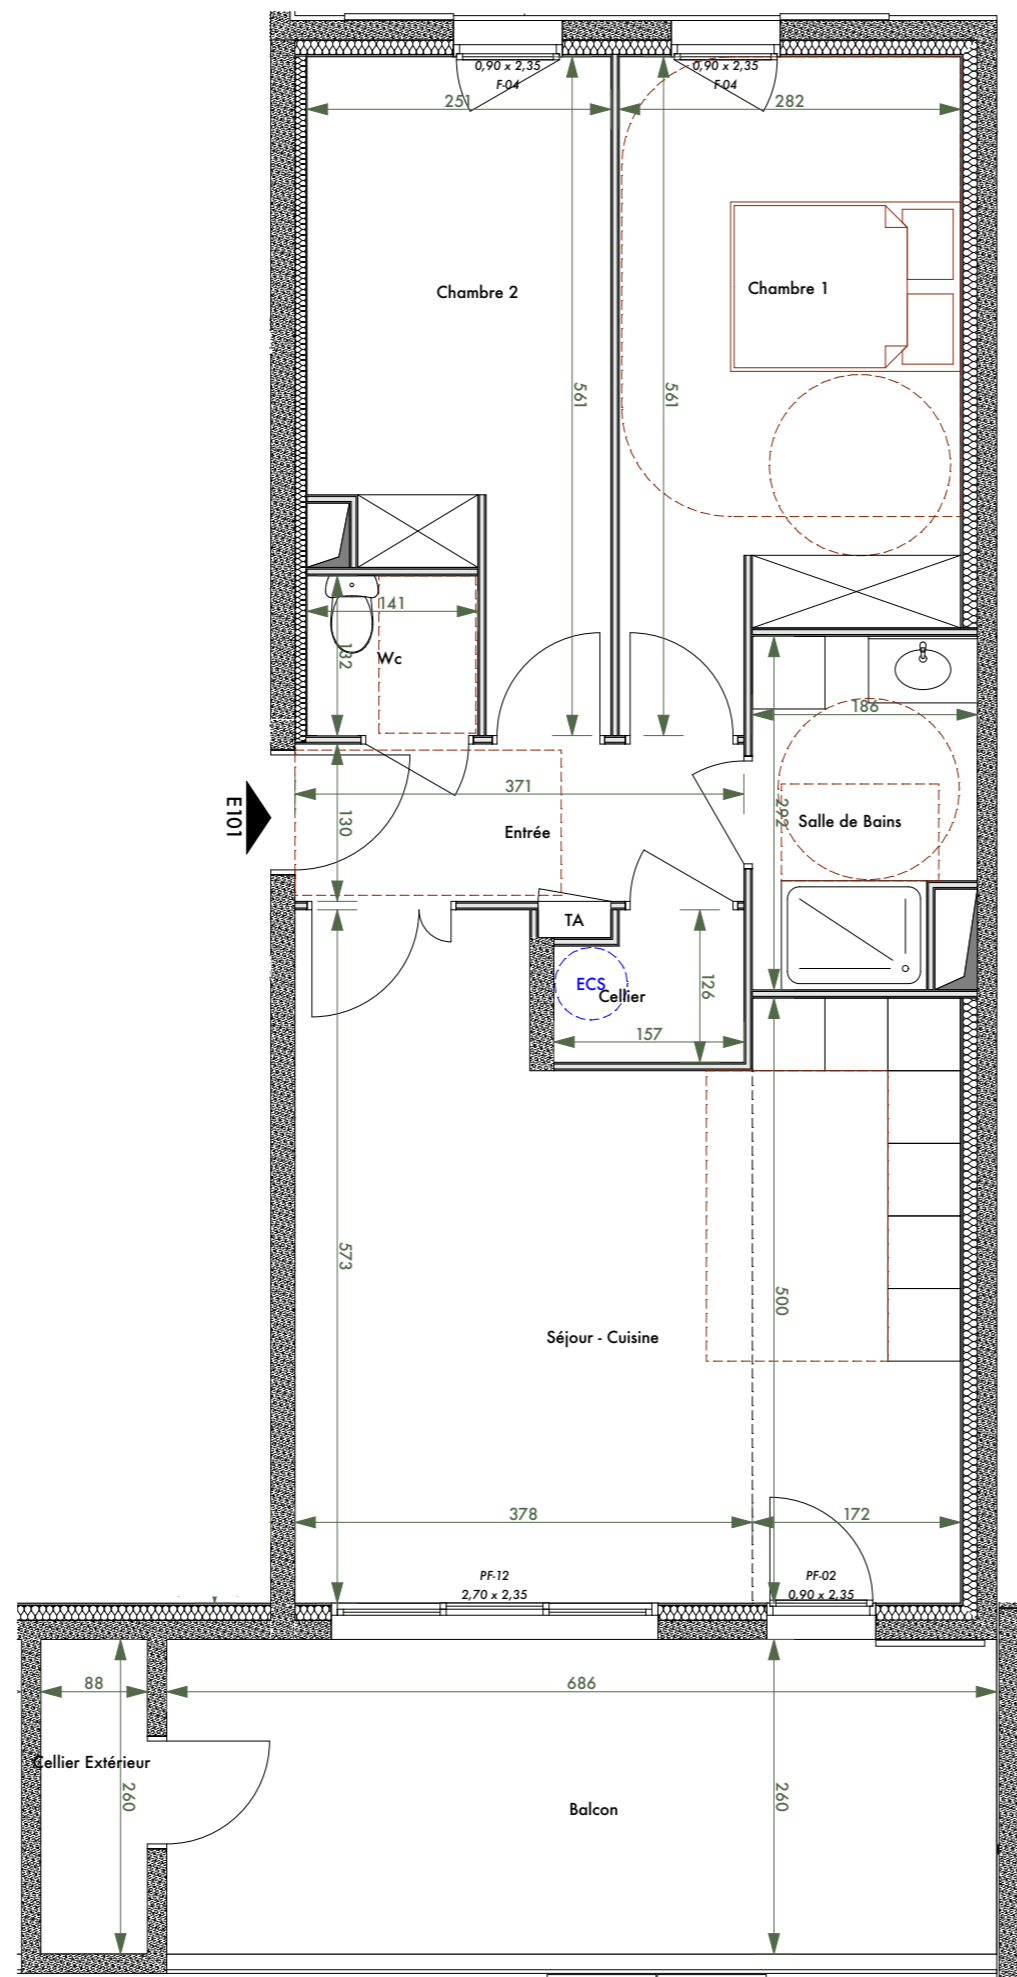 0,90 x 2,35
F-04
0,90 x 2,35
F-04
251
282
Chambre 2
Chambre 1
561
561
141
132
Wc
186
371
130
Entrée
292
Salle de Bains
E101
TA
ECS
Cellier
126
157
573
500
Séjour - Cuisine
378
172
PF-12
2,70 x 2,35
PF-02
0,90 x 2,35
88
686
Cellier Extérieur
260
260
Balcon